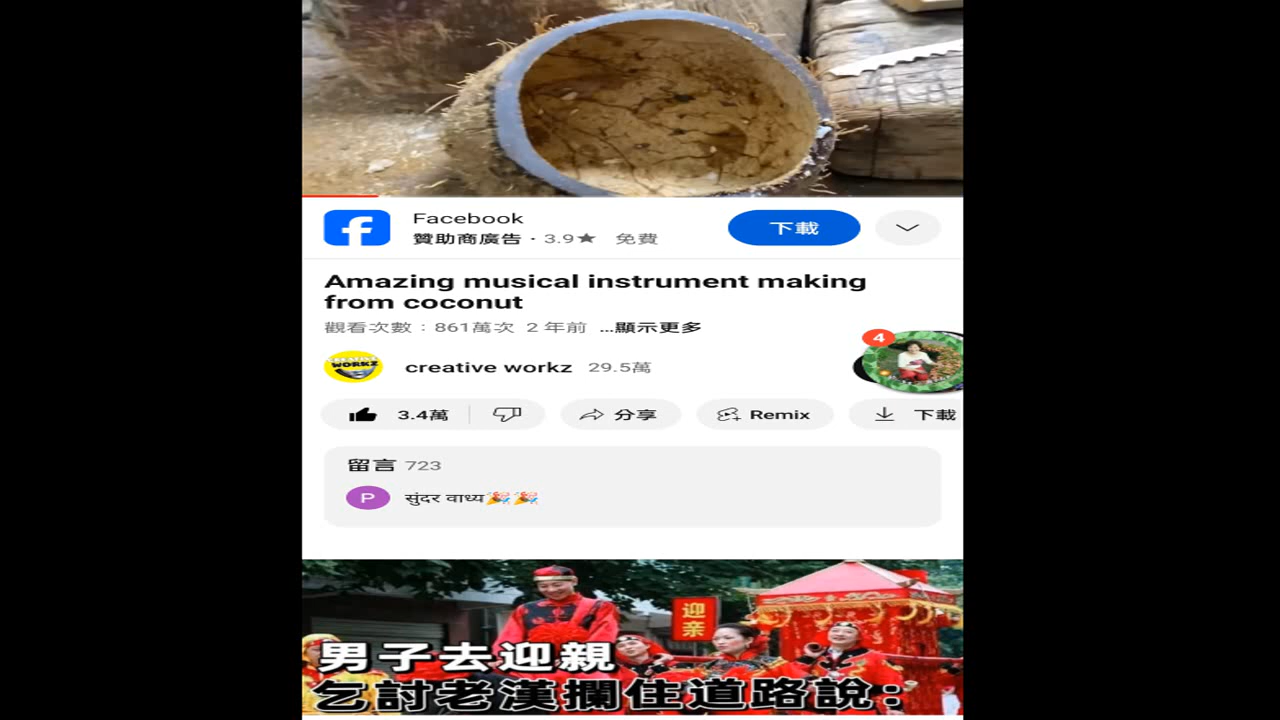 Facebook
贊助商廣告 · 3.9★ 免費
下載
Amazing musical instrument making
from coconut
觀看次數：861萬次 2 年前 ...顯示更多
4
WORKZ
creative workz 29.5萬
3.4萬
分享
Remix
下載
留言 723
P
सुंदर वाध्य🎉🎉
迎亲
男子去迎親
乞討老漢攔住道路說：